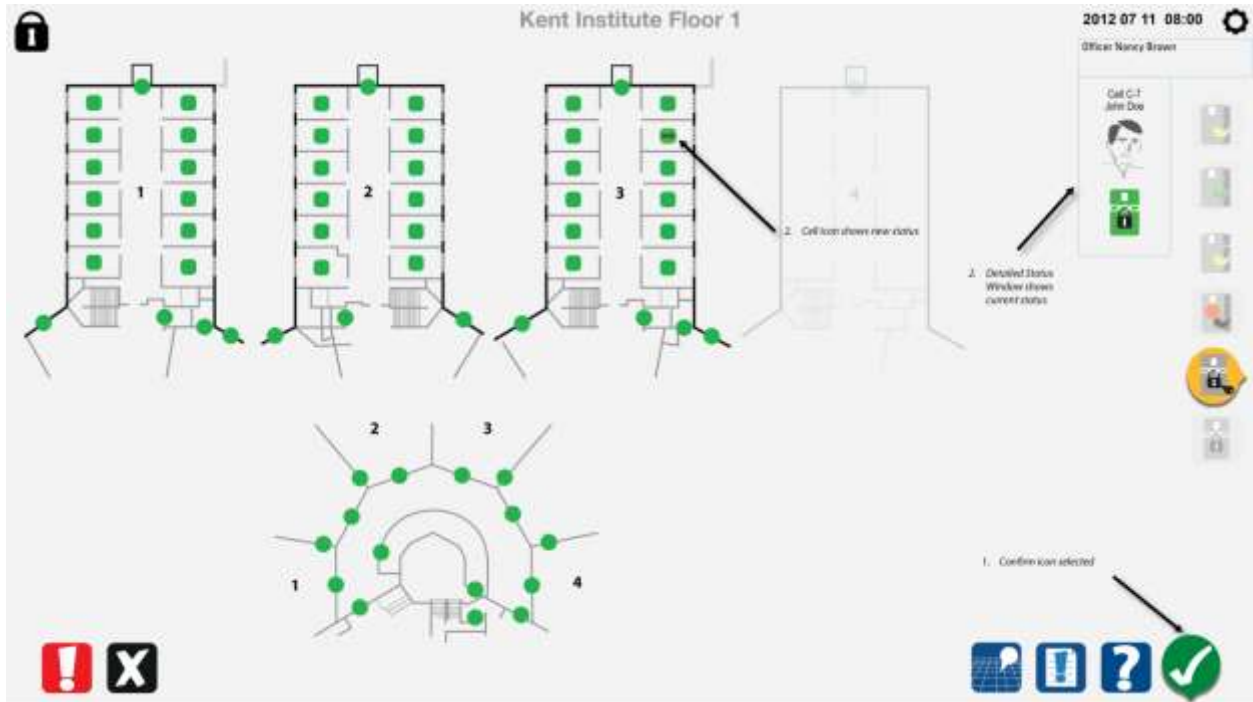 Kent Institute Floor 1
2012 07 11 08:00
Officer Nancy Brown
Cell C-7
John Doe
1
2
3
4
2. Cell icon shows new status
2. Detailed Status
Window shows
current status
2
3
1
4
1. Confirm icon selected